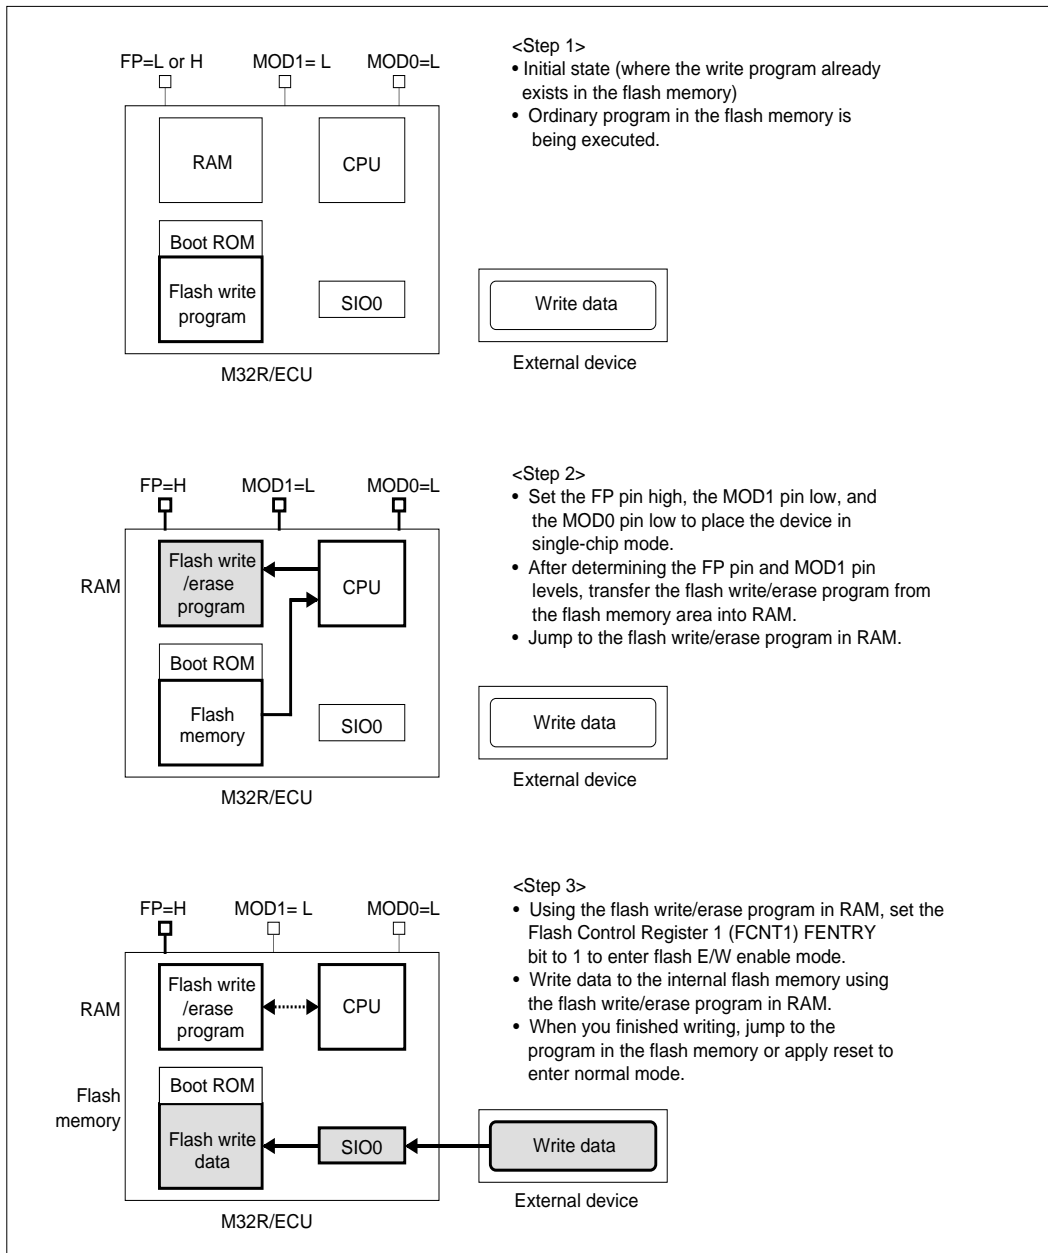 FP=L or H MOD1= L MOD0=L
RAM
CPU
Boot ROM
Flash write
program
SIO0
M32R/ECU
Write data
External device
<Step 1>
• Initial state (where the write program already
exists in the flash memory)
• Ordinary program in the flash memory is
being executed.
FP=H MOD1=L MOD0=L
RAM
Flash write
/erase
program
CPU
Boot ROM
Flash
memory
SIO0
M32R/ECU
Write data
External device
<Step 2>
• Set the FP pin high, the MOD1 pin low, and
the MOD0 pin low to place the device in
single-chip mode.
• After determining the FP pin and MOD1 pin
levels, transfer the flash write/erase program from
the flash memory area into RAM.
• Jump to the flash write/erase program in RAM.
FP=H MOD1= L MOD0=L
RAM
Flash write
/erase
program
CPU
Flash
memory
Boot ROM
Flash write
data
SIO0
M32R/ECU
Write data
External device
<Step 3>
• Using the flash write/erase program in RAM, set the
Flash Control Register 1 (FCNT1) FENTRY
bit to 1 to enter flash E/W enable mode.
• Write data to the internal flash memory using
the flash write/erase program in RAM.
• When you finished writing, jump to the
program in the flash memory or apply reset to
enter normal mode.